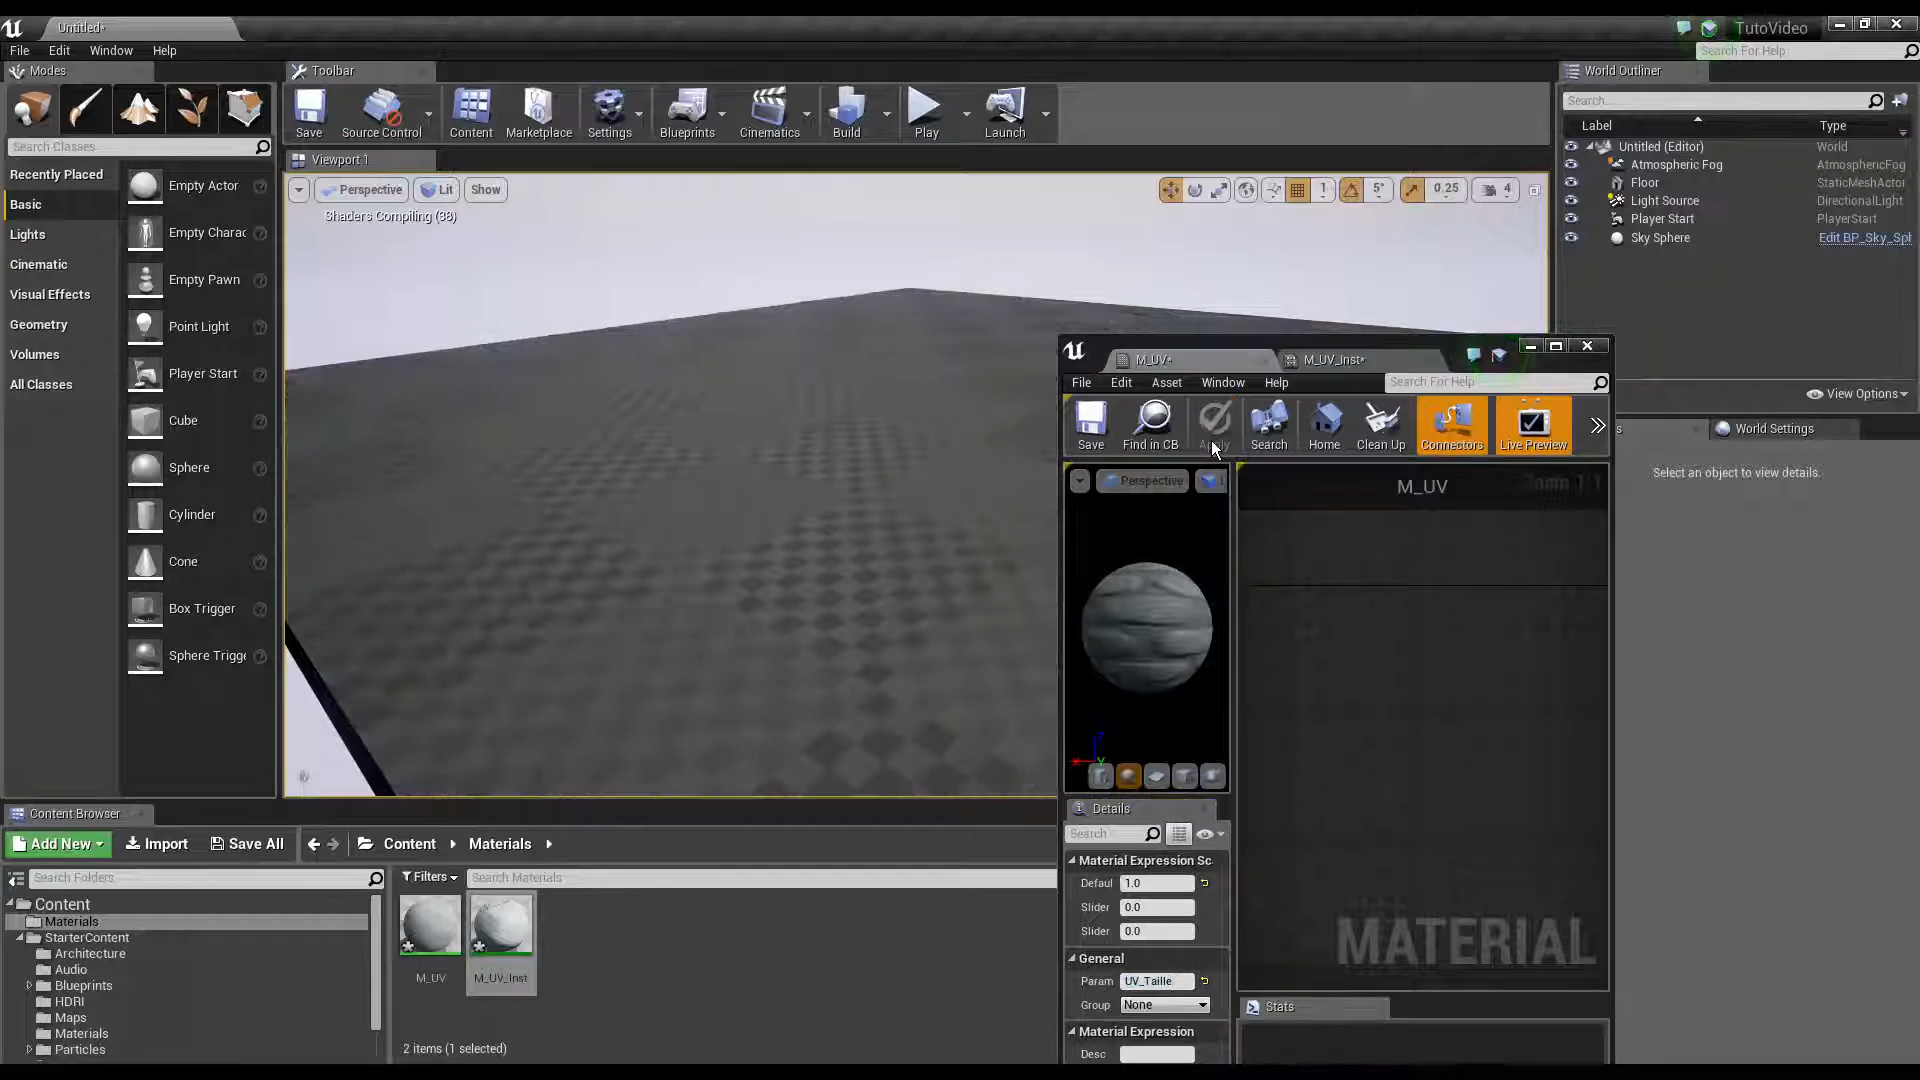 Untitled*
TutoVideo
File Edit Window Help
Search For Help
Modes
Toolbar
World Outliner
Save
Source Control
Content
Marketplace
Settings
Blueprints
Cinematics
Build
Play
Launch
Search...
Label
Type
Search Classes
Viewport 1
Recently Placed
Basic
Lights
Cinematic
Visual Effects
Geometry
Volumes
All Classes
Empty Actor
Empty Charac
Empty Pawn
Point Light
Player Start
Cube
Sphere
Cylinder
Cone
Box Trigger
Sphere Trigge
Perspective
Lit
Show
1
5°
0.25
4
Shaders Compiling (38)
Untitled (Editor) World
Atmospheric Fog AtmosphericFog
Floor StaticMeshActor
Light Source DirectionalLight
Player Start PlayerStart
Sky Sphere Edit BP_Sky_Sph
View Options
World Settings
Select an object to view details.
M_UV*
M_UV_Inst*
File Edit Asset Window Help
Search For Help
Save
Find in CB
Apply
Search
Home
Clean Up
Connectors
Live Preview
Perspective
M_UV
Zoom 1:1
MATERIAL
Details
Search
Material Expression Sc
Defaul 1.0
Slider 0.0
Slider 0.0
General
Param UV_Taille
Group None
Material Expression
Desc
Stats
Content Browser
Add New
Import
Save All
Content
Materials
Search Folders
Filters
Search Materials
Content
Materials
StarterContent
Architecture
Audio
Blueprints
HDRI
Maps
Materials
Particles
M_UV
M_UV_Inst
2 items (1 selected)